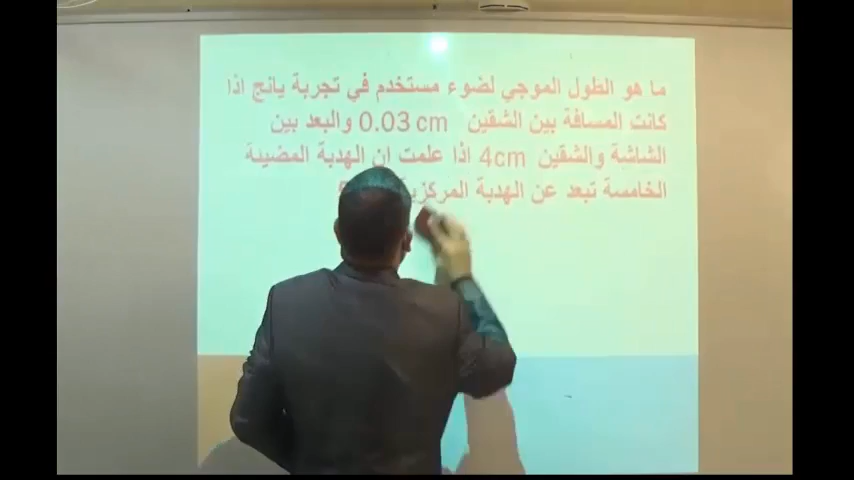 ما هو الطول الموجي لضوء مستخدم في تجربة يانج اذا
كانت المسافة بين الشقين 0.03 cm والبعد بين
الشاشة والشقين 4cm اذا علمت ان الهدبة المضيئة
الخامسة تبعد عن الهدبة المركزية